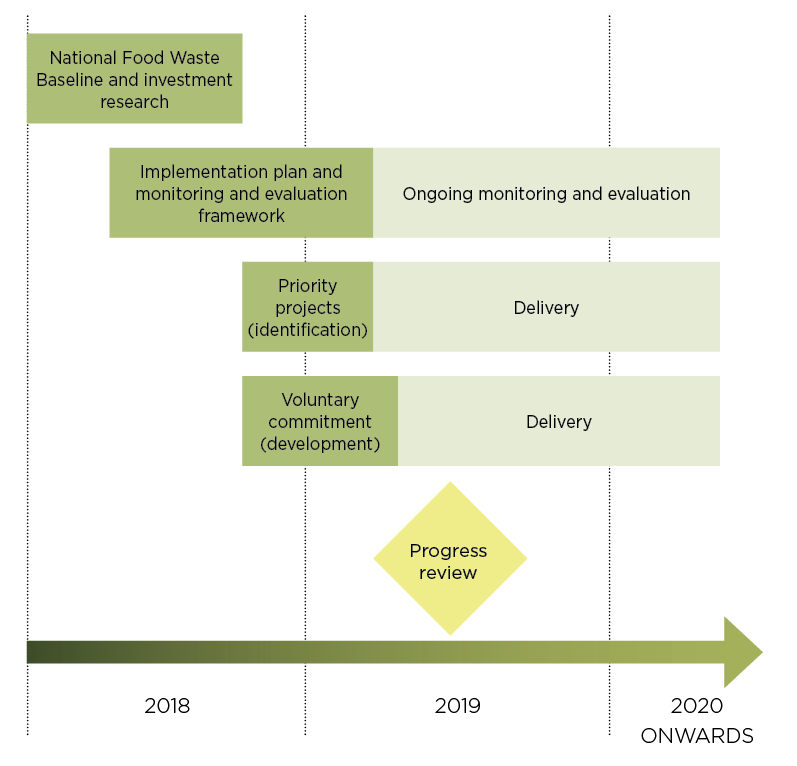 National Food Waste
Baseline and investment
research
Implementation plan and
monitoring and evaluation
framework
Ongoing monitoring and evaluation
Priority
projects
(identification)
Delivery
Voluntary
commitment
(development)
Delivery
Progress
review
2018
2019
2020
ONWARDS